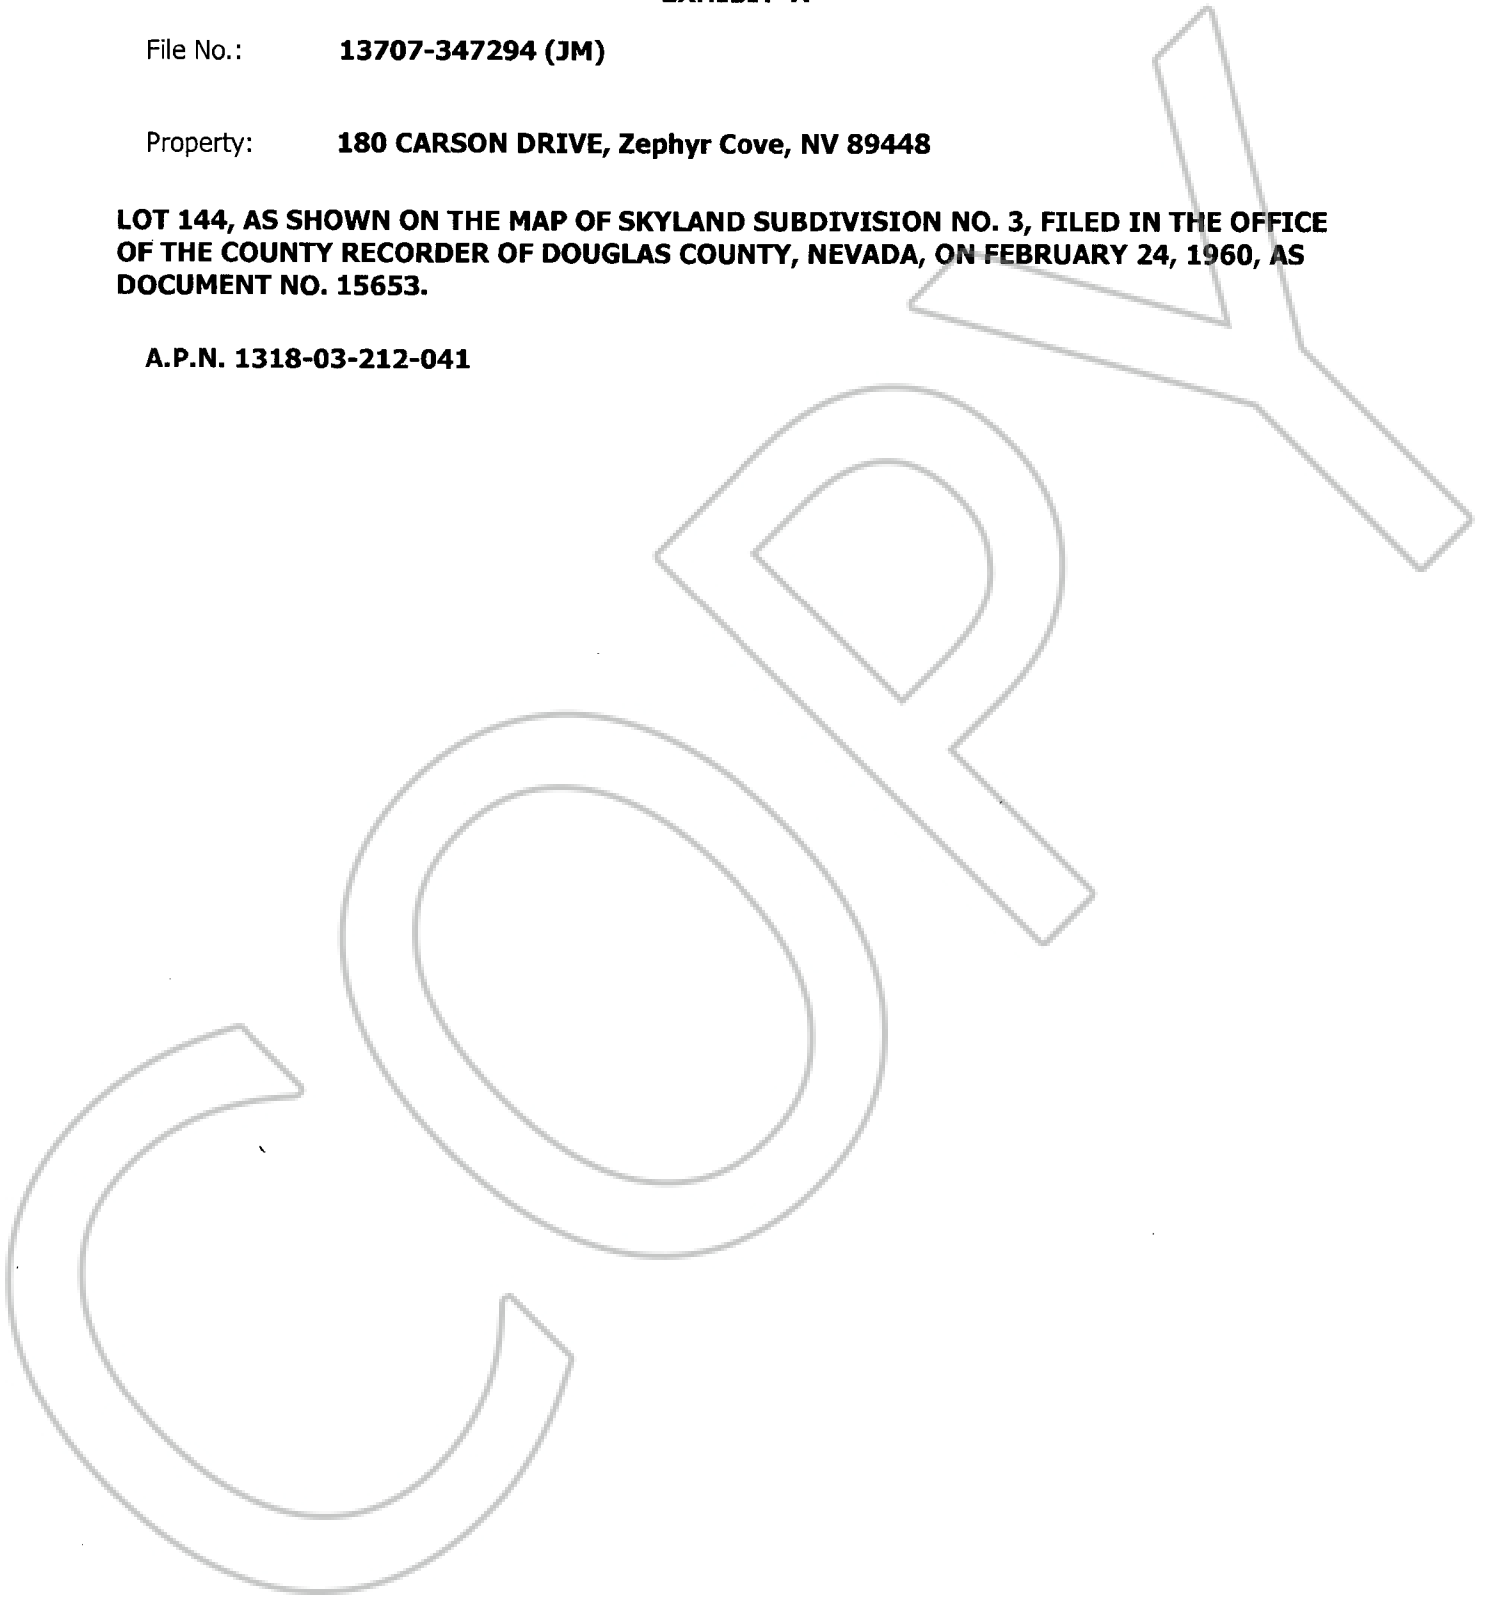 EXHIBIT "A"
File No.: 13707-347294 (JM)
Property: 180 CARSON DRIVE, Zephyr Cove, NV 89448
LOT 144, AS SHOWN ON THE MAP OF SKYLAND SUBDIVISION NO. 3, FILED IN THE OFFICE
OF THE COUNTY RECORDER OF DOUGLAS COUNTY, NEVADA, ON FEBRUARY 24, 1960, AS
DOCUMENT NO. 15653.
A.P.N. 1318-03-212-041
COPY